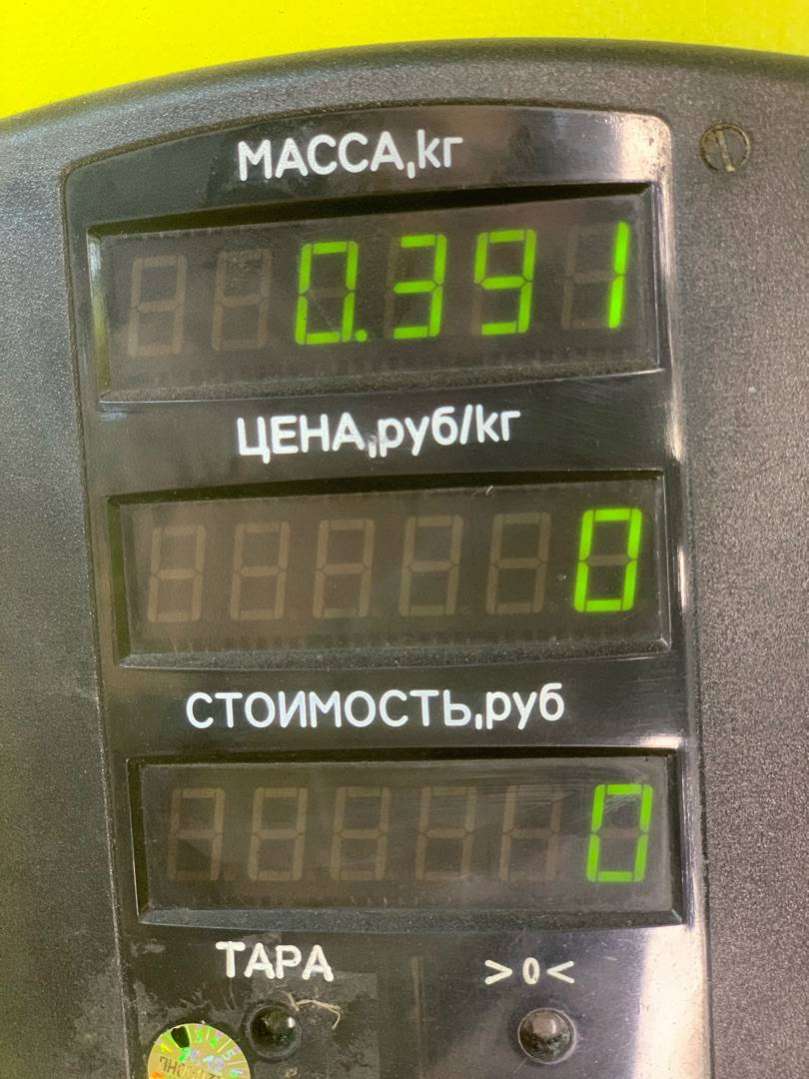 МАССА,кг
0.391
ЦЕНА,руб/кг
0
СТОИМОСТЬ,руб
0
ТАРА >0<